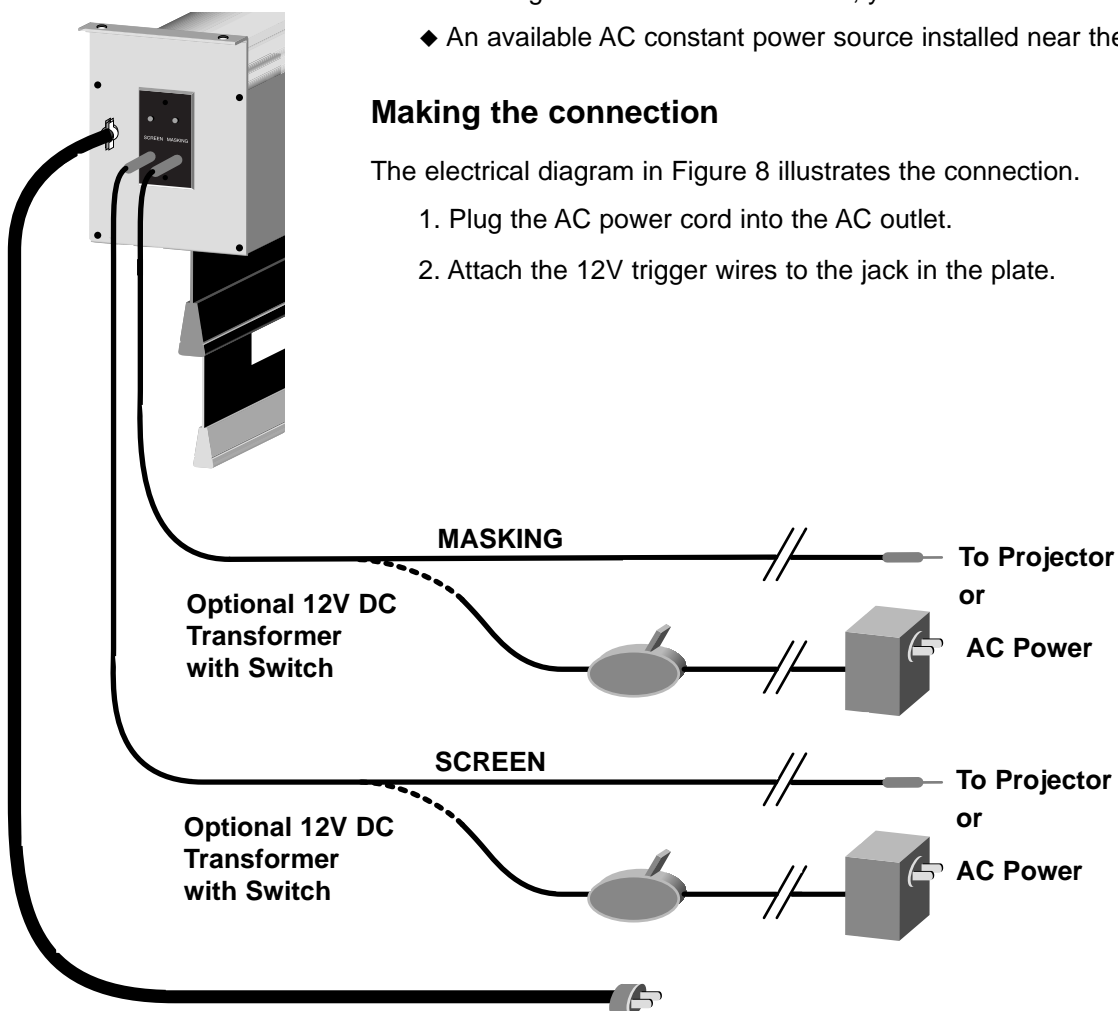 ◆ An available AC constant power source installed near the
Making the connection
The electrical diagram in Figure 8 illustrates the connection.
1. Plug the AC power cord into the AC outlet.
2. Attach the 12V trigger wires to the jack in the plate.
SCREEN MASKING
MASKING
To Projector
or
AC Power
Optional 12V DC
Transformer
with Switch
SCREEN
To Projector
or
AC Power
Optional 12V DC
Transformer
with Switch